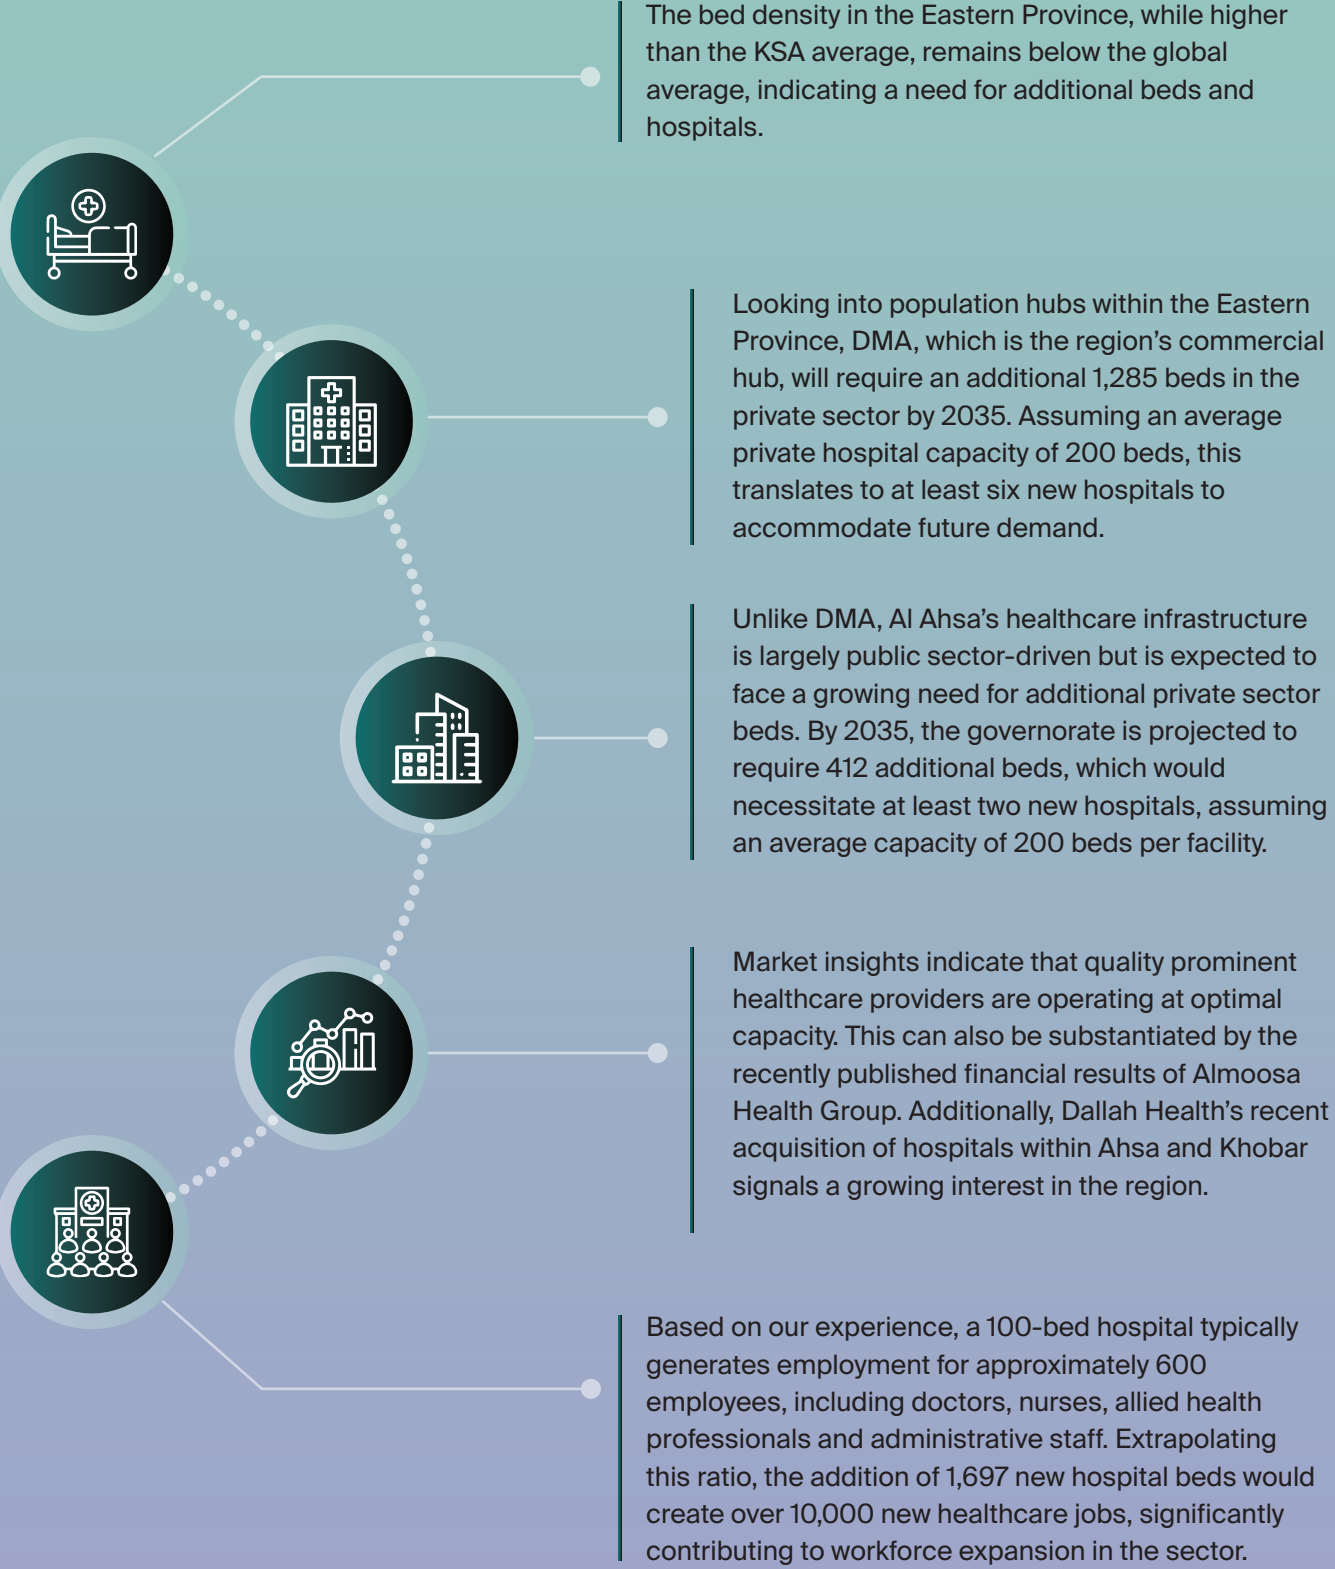 The bed density in the Eastern Province, while higher
than the KSA average, remains below the global
average, indicating a need for additional beds and
hospitals.
Looking into population hubs within the Eastern
Province, DMA, which is the region’s commercial
hub, will require an additional 1,285 beds in the
private sector by 2035. Assuming an average
private hospital capacity of 200 beds, this
translates to at least six new hospitals to
accommodate future demand.
Unlike DMA, Al Ahsa’s healthcare infrastructure
is largely public sector-driven but is expected to
face a growing need for additional private sector
beds. By 2035, the governorate is projected to
require 412 additional beds, which would
necessitate at least two new hospitals, assuming
an average capacity of 200 beds per facility.
Market insights indicate that quality prominent
healthcare providers are operating at optimal
capacity. This can also be substantiated by the
recently published financial results of Almoosa
Health Group. Additionally, Dallah Health’s recent
acquisition of hospitals within Ahsa and Khobar
signals a growing interest in the region.
Based on our experience, a 100-bed hospital typically
generates employment for approximately 600
employees, including doctors, nurses, allied health
professionals and administrative staff. Extrapolating
this ratio, the addition of 1,697 new hospital beds would
create over 10,000 new healthcare jobs, significantly
contributing to workforce expansion in the sector.